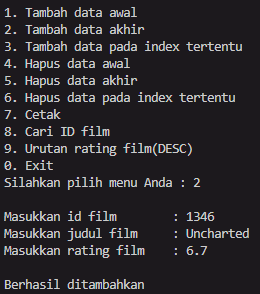 1. Tambah data awal
2. Tambah data akhir
3. Tambah data pada index tertentu
4. Hapus data awal
5. Hapus data akhir
6. Hapus data pada index tertentu
7. Cetak
8. Cari ID film
9. Urutan rating film(DESC)
0. Exit
Silahkan pilih menu Anda : 2
Masukkan id film : 1346
Masukkan judul film : Uncharted
Masukkan rating film : 6.7
Berhasil ditambahkan